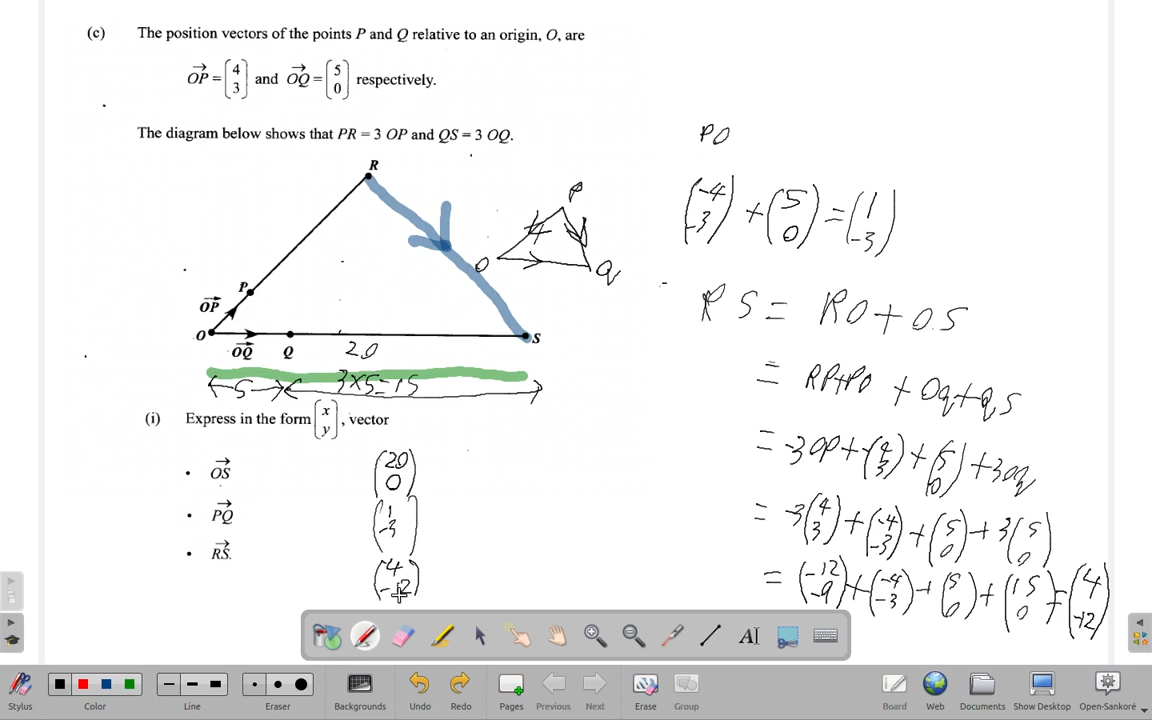 (c) The position vectors of the points P and Q relative to an origin, O, are
OP = (4 3) and OQ = (5 0) respectively.
The diagram below shows that PR = 3 OP and QS = 3 OQ.
R
P
OP
O
OQ
Q
S
20
5
3×5=15
P
O
Q
(i) Express in the form (x y), vector
• OS (20 0)
• PQ (1 -3)
• RS. (4 -12)
PO
(-4 -3) + (5 0) = (1 -3)
RS = RO + OS
= RP+PO + OQ+QS
= -3OP + -(4 3) + (5 0) + 3OQ
= -3(4 3) + (-4 -3) + (5 0) + 3(5 0)
= (-12 -9) + (-4 -3) + (5 0) + (15 0) = (4 -12)
Stylus
Color
Line
Eraser
Backgrounds
Undo
Redo
Pages
Previous
Next
Erase
Group
Board
Web
Documents
Show Desktop
Open-Sankoré